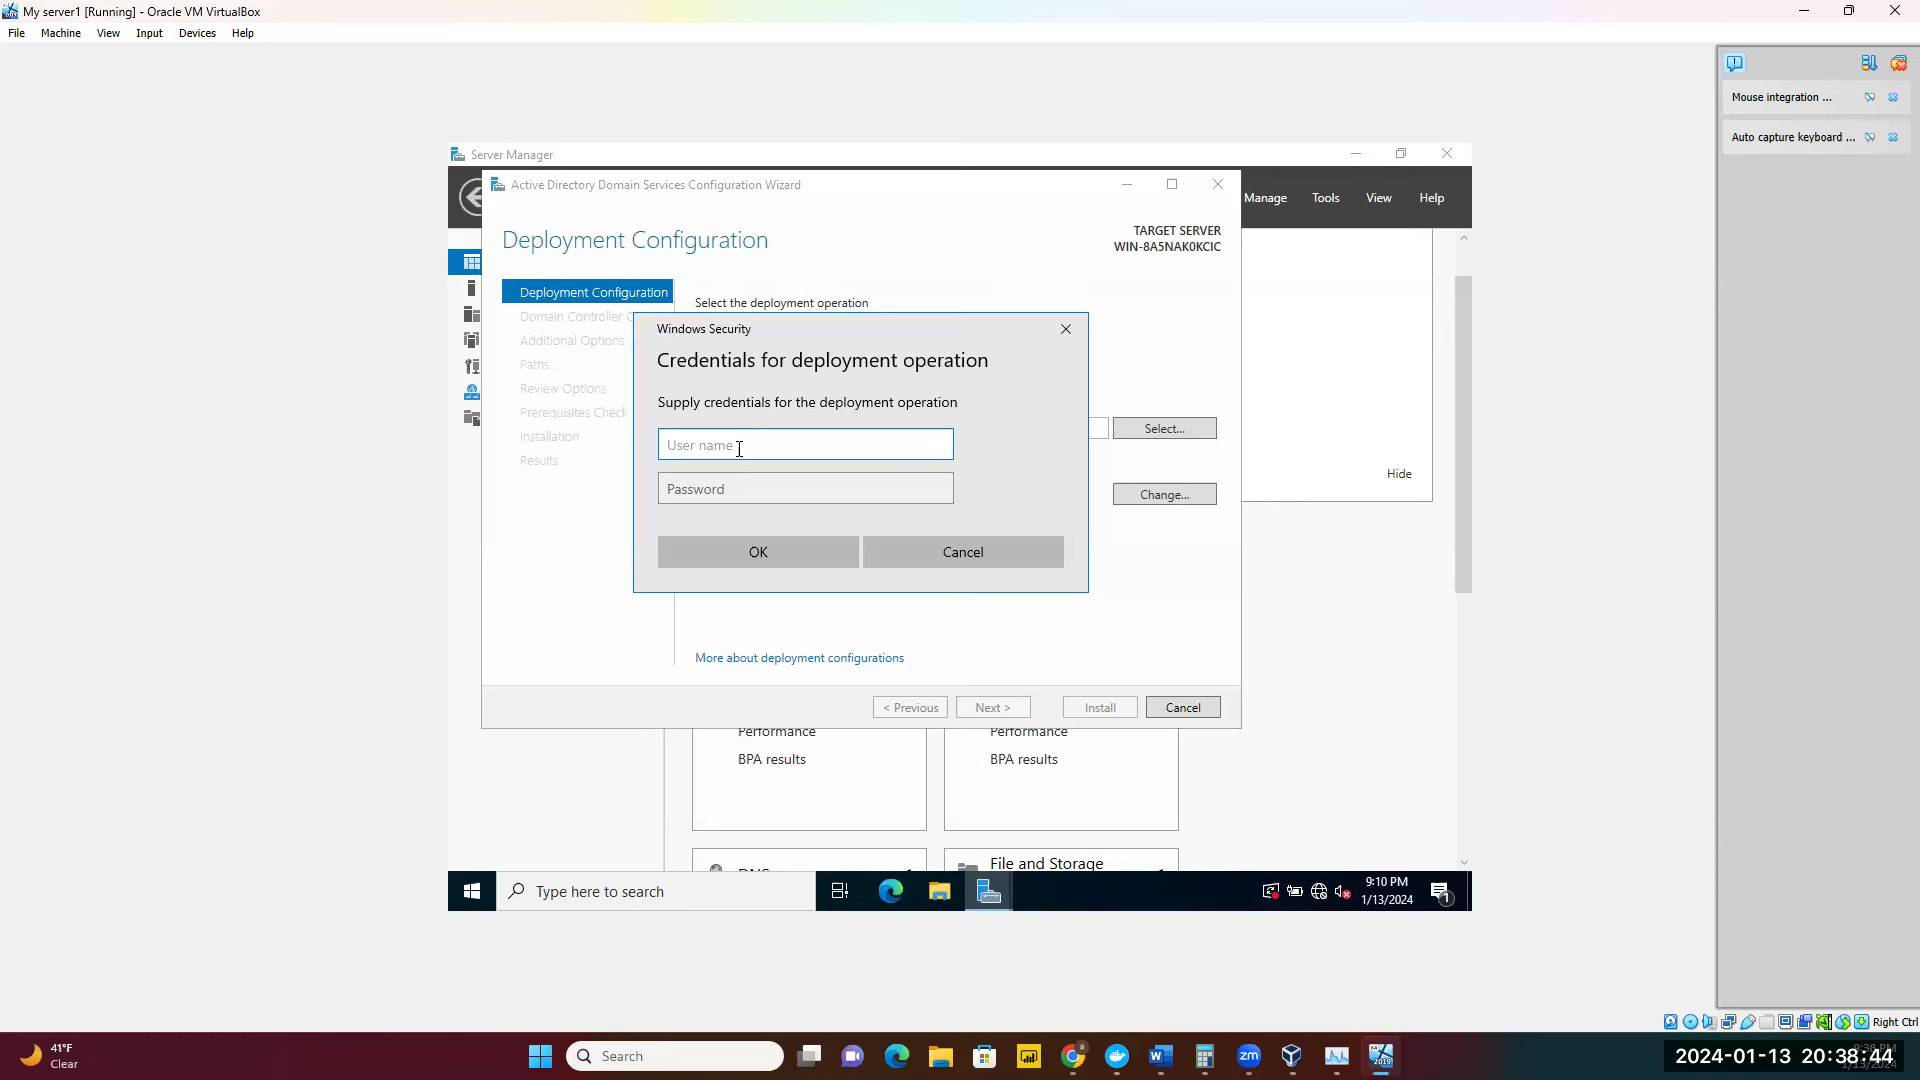 My server1 [Running] - Oracle VM VirtualBox
File Machine View Input Devices Help
Mouse integration ...
Auto capture keyboard ...
Server Manager
Manage Tools View Help
Active Directory Domain Services Configuration Wizard
Deployment Configuration
TARGET SERVER
WIN-8A5NAK0KCIC
Deployment Configuration
Domain Controller
Additional Options
Paths
Review Options
Prerequisites Check
Installation
Results
Select the deployment operation
Windows Security
Credentials for deployment operation
Supply credentials for the deployment operation
User name
Password
OK Cancel
Select...
Change...
Hide
More about deployment configurations
< Previous Next > Install Cancel
Performance
BPA results
Performance
BPA results
DNS
File and Storage
Type here to search
9:10 PM
1/13/2024
1
Right Ctrl
41°F
Clear
Search
zm
2019
2024-01-13 20:38:44